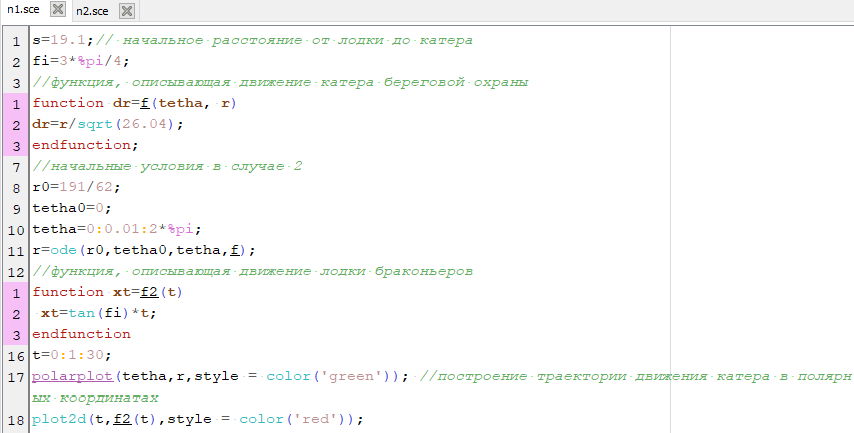 n1.sce n2.sce
1 s=19.1;// начальное расстояние от лодки до катера
2 fi=3*%pi/4;
3 //функция, описывающая движение катера береговой охраны
1 function dr=f(tetha, r)
2 dr=r/sqrt(26.04);
3 endfunction;
7 //начальные условия в случае 2
8 r0=191/62;
9 tetha0=0;
10 tetha=0:0.01:2*%pi;
11 r=ode(r0,tetha0,tetha,f);
12 //функция, описывающая движение лодки браконьеров
1 function xt=f2(t)
2 xt=tan(fi)*t;
3 endfunction
16 t=0:1:30;
17 polarplot(tetha,r,style = color('green')); //построение траектории движения катера в полярн
ых координатах
18 plot2d(t,f2(t),style = color('red'));